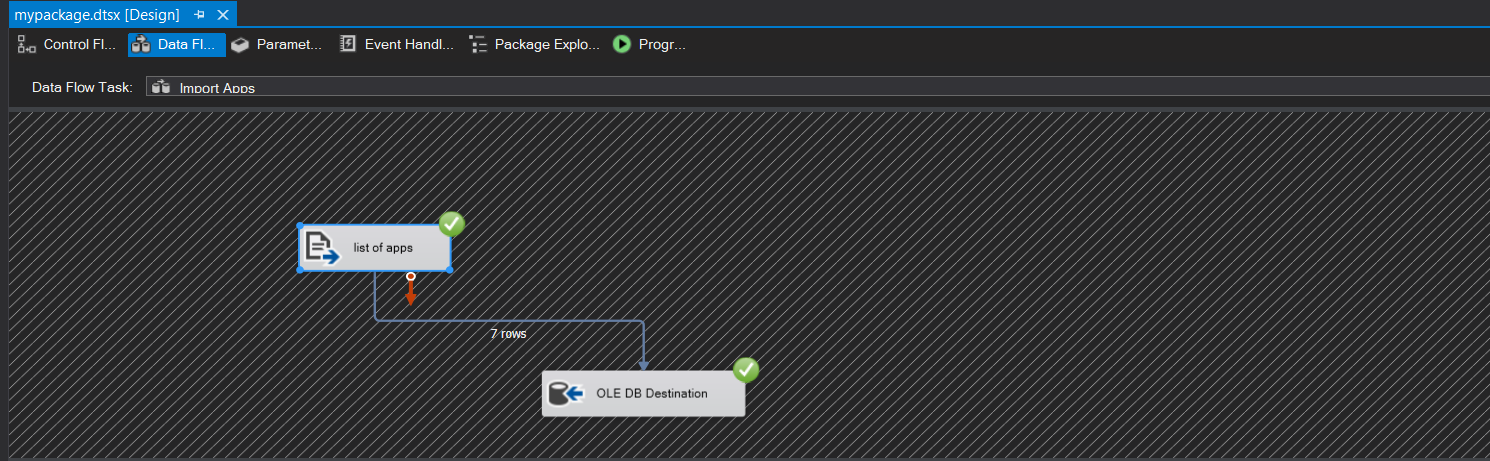 mypackage.dtsx [Design]
Control Fl... Data Fl... Paramet... Event Handl... Package Explo... Progr...
Data Flow Task: Import Apps
list of apps
7 rows
OLE DB Destination